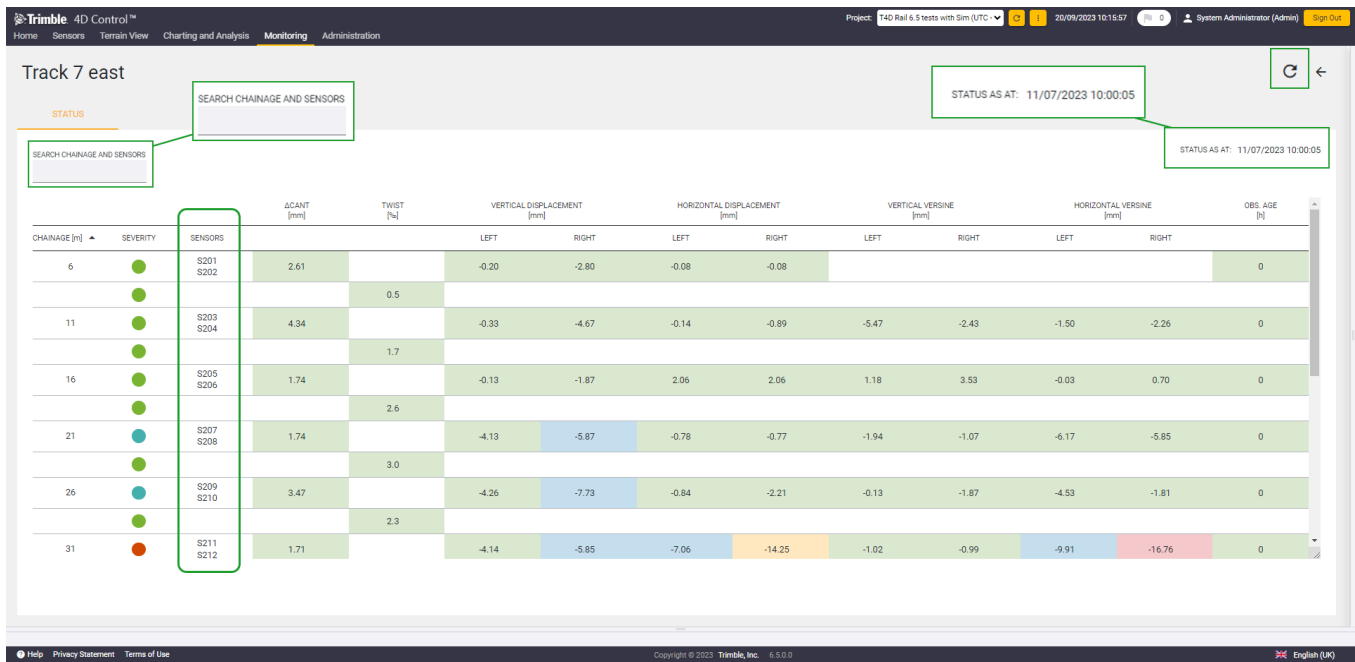 Trimble. 4D Control™ Project: T4D Rail 6.5 tests with Sim (UTC - 20/09/2023 10:15:57 0 System Administrator (Admin) Sign Out
Home Sensors Terrain View Charting and Analysis Monitoring Administration
Track 7 east
SEARCH CHAINAGE AND SENSORS
STATUS AS AT: 11/07/2023 10:00:05
STATUS
SEARCH CHAINAGE AND SENSORS
STATUS AS AT: 11/07/2023 10:00:05
ΔCANT TWIST VERTICAL DISPLACEMENT HORIZONTAL DISPLACEMENT VERTICAL VERSINE HORIZONTAL VERSINE OBS. AGE
[mm] [‰] [mm] [mm] [mm] [mm] [h]
CHAINAGE [m] SEVERITY SENSORS LEFT RIGHT LEFT RIGHT LEFT RIGHT LEFT RIGHT
6 S201 S202 2.61 -0.20 -2.80 -0.08 -0.08 0
0.5
11 S203 S204 4.34 -0.33 -4.67 -0.14 -0.89 -5.47 -2.43 -1.50 -2.26 0
1.7
16 S205 S206 1.74 -0.13 -1.87 2.06 2.06 1.18 3.53 -0.03 0.70 0
2.6
21 S207 S208 1.74 -4.13 -5.87 -0.78 -0.77 -1.94 -1.07 -6.17 -5.85 0
3.0
26 S209 S210 3.47 -4.26 -7.73 -0.84 -2.21 -0.13 -1.87 -4.53 -1.81 0
2.3
31 S211 S212 1.71 -4.14 -5.85 -7.06 -14.25 -1.02 -0.99 -9.91 -16.76 0
Help Privacy Statement Terms of Use Copyright © 2023 Trimble, Inc. 6.5.0.0 English (UK)